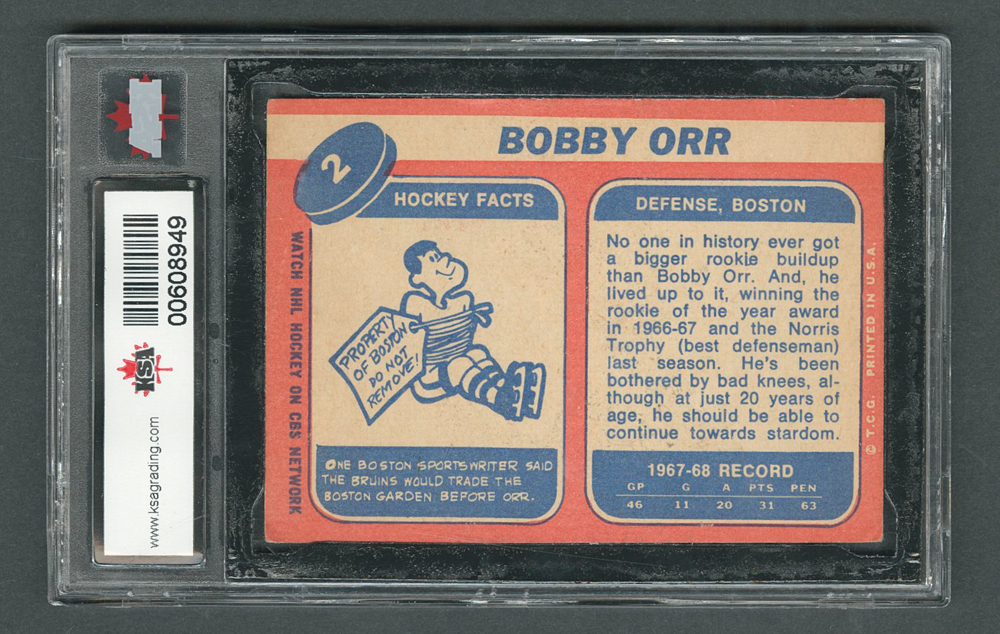 BOBBY ORR
2
HOCKEY FACTS
PROPERTY
OF BOSTON
DO NOT
REMOVE!
ONE BOSTON SPORTSWRITER SAID
THE BRUINS WOULD TRADE THE
BOSTON GARDEN BEFORE ORR.
WATCH NHL HOCKEY ON CBS NETWORK
DEFENSE, BOSTON
No one in history ever got
a bigger rookie buildup
than Bobby Orr. And, he
lived up to it, winning the
rookie of the year award
in 1966-67 and the Norris
Trophy (best defenseman)
last season. He's been
bothered by bad knees, al-
though at just 20 years of
age, he should be able to
continue towards stardom.
1967-68 RECORD
GP G A PTS PEN
46 11 20 31 63
© T.C.G. PRINTED IN U.S.A.
00608949
KSA
www.ksagrading.com